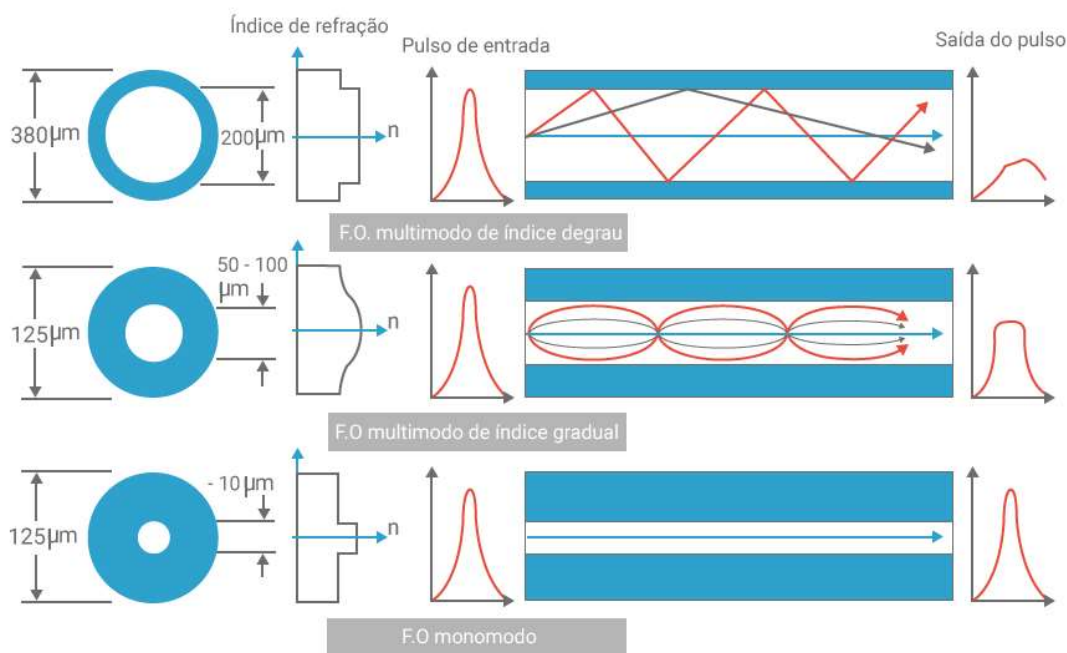 Índice de refração
Pulso de entrada
Saída do pulso
380µm
200µm
n
F.O. multimodo de índice degrau
50 - 100
µm
125µm
n
F.O multimodo de índice gradual
- 10µm
125µm
n
F.O monomodo